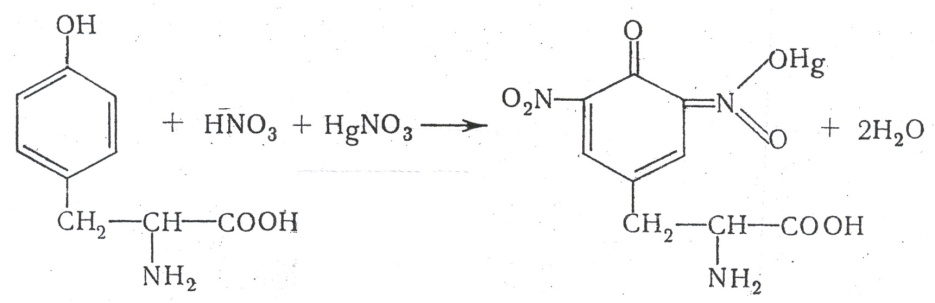 OH
O
OHg
O₂N
N
O
+ HNO₃ + HgNO₃ → + 2H₂O
CH₂—CH—COOH
NH₂
CH₂—CH—COOH
NH₂